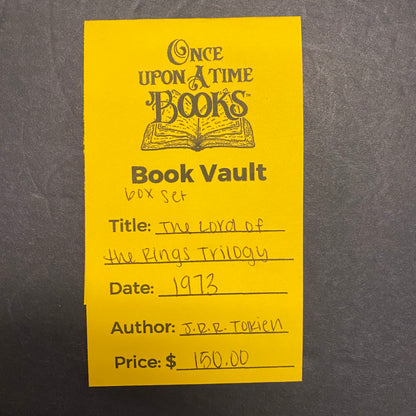 Once
upon A time
Books™
Book Vault
box set
Title: The Lord of
the Rings Trilogy
Date: 1973
Author: J.R.R. Tolkien
Price: $ 150.00